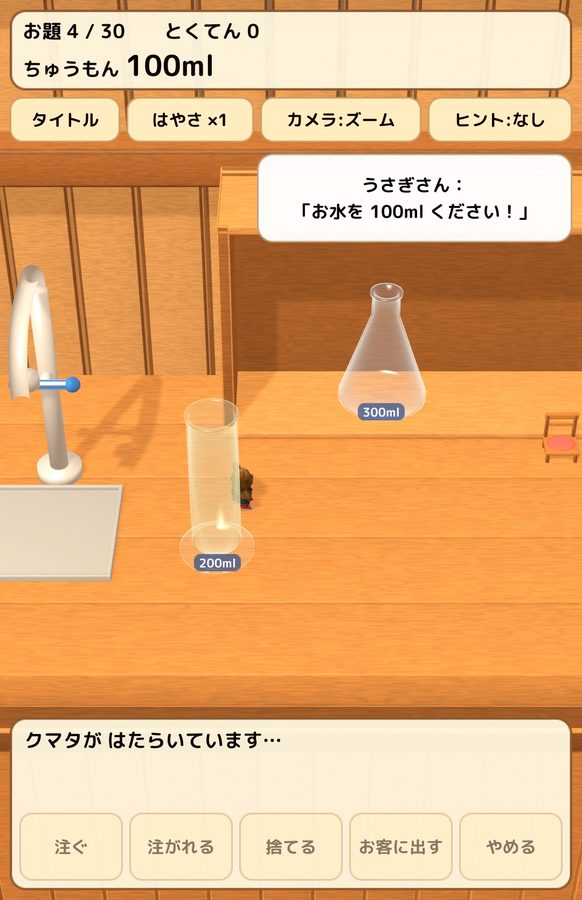 お題 4 / 30　とくてん 0
ちゅうもん 100ml
タイトル
はやさ ×1
カメラ:ズーム
ヒント:なし
うさぎさん：
「お水を 100ml ください！」
300ml
200ml
クマタが はたらいています…
注ぐ
注がれる
捨てる
お客に出す
やめる